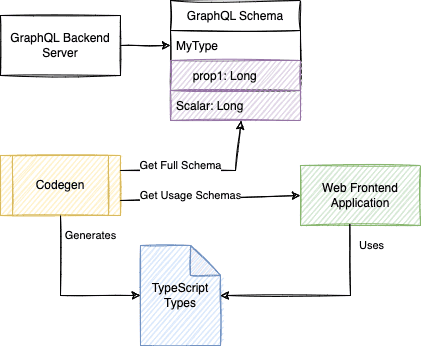 GraphQL Schema
GraphQL Backend
Server
MyType
prop1: Long
Scalar: Long
Get Full Schema
Codegen
Get Usage Schemas
Web Frontend
Application
Generates
Uses
TypeScript
Types